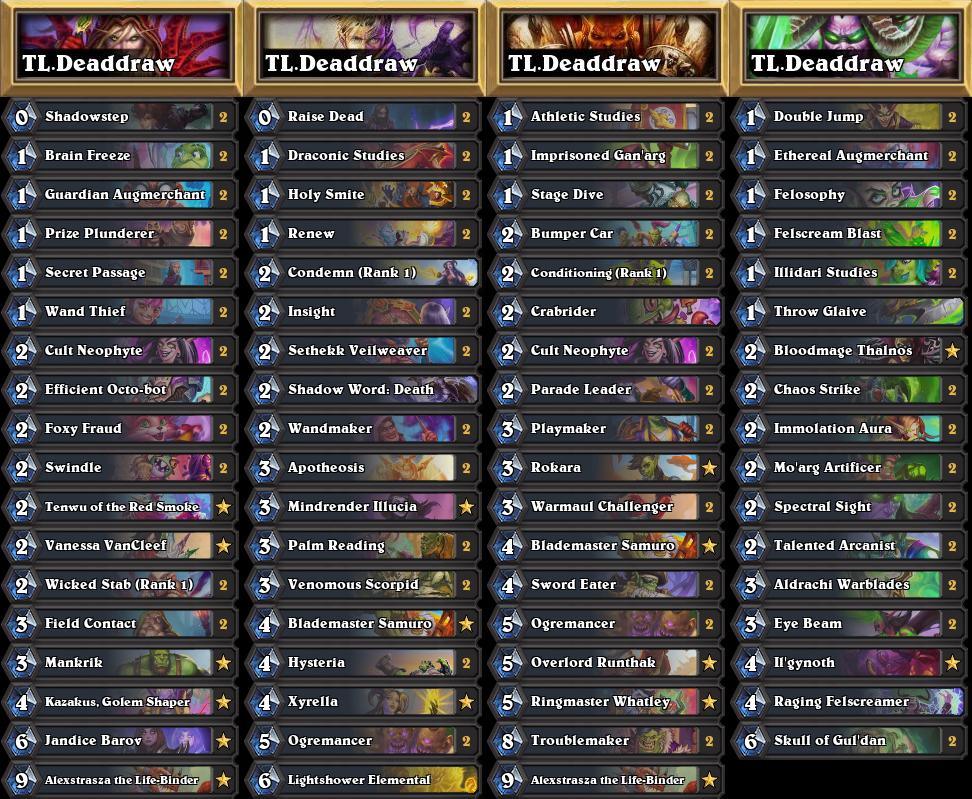 TL.Deaddraw
0 Shadowstep 2
1 Brain Freeze 2
1 Guardian Augmerchant 2
1 Prize Plunderer 2
1 Secret Passage 2
1 Wand Thief 2
2 Cult Neophyte 2
2 Efficient Octo-bot 2
2 Foxy Fraud 2
2 Swindle 2
2 Tenwu of the Red Smoke
2 Vanessa VanCleef
2 Wicked Stab (Rank 1) 2
3 Field Contact 2
3 Mankrik
4 Kazakus, Golem Shaper
6 Jandice Barov
9 Alexstrasza the Life-Binder
TL.Deaddraw
0 Raise Dead 2
1 Draconic Studies 2
1 Holy Smite 2
1 Renew 2
2 Condemn (Rank 1)
2 Insight 2
2 Sethekk Veilweaver 2
2 Shadow Word: Death
2 Wandmaker 2
3 Apotheosis 2
3 Mindrender Illucia
3 Palm Reading 2
3 Venomous Scorpid 2
4 Blademaster Samuro
4 Hysteria 2
4 Xyrella
5 Ogremancer 2
6 Lightshower Elemental
TL.Deaddraw
1 Athletic Studies 2
1 Imprisoned Gan'arg 2
1 Stage Dive 2
2 Bumper Car 2
2 Conditioning (Rank 1) 2
2 Crabrider
2 Cult Neophyte 2
2 Parade Leader 2
3 Playmaker 2
3 Rokara
3 Warmaul Challenger 2
4 Blademaster Samuro
4 Sword Eater 2
5 Ogremancer 2
5 Overlord Runthak
5 Ringmaster Whatley
8 Troublemaker 2
9 Alexstrasza the Life-Binder
TL.Deaddraw
1 Double Jump 2
1 Ethereal Augmerchant 2
1 Felosophy 2
1 Felscream Blast 2
1 Illidari Studies 2
1 Throw Glaive
2 Bloodmage Thalnos
2 Chaos Strike 2
2 Immolation Aura 2
2 Mo'arg Artificer 2
2 Spectral Sight 2
2 Talented Arcanist 2
3 Aldrachi Warblades 2
3 Eye Beam 2
4 Il'gynoth
4 Raging Felscreamer
6 Skull of Gul'dan 2